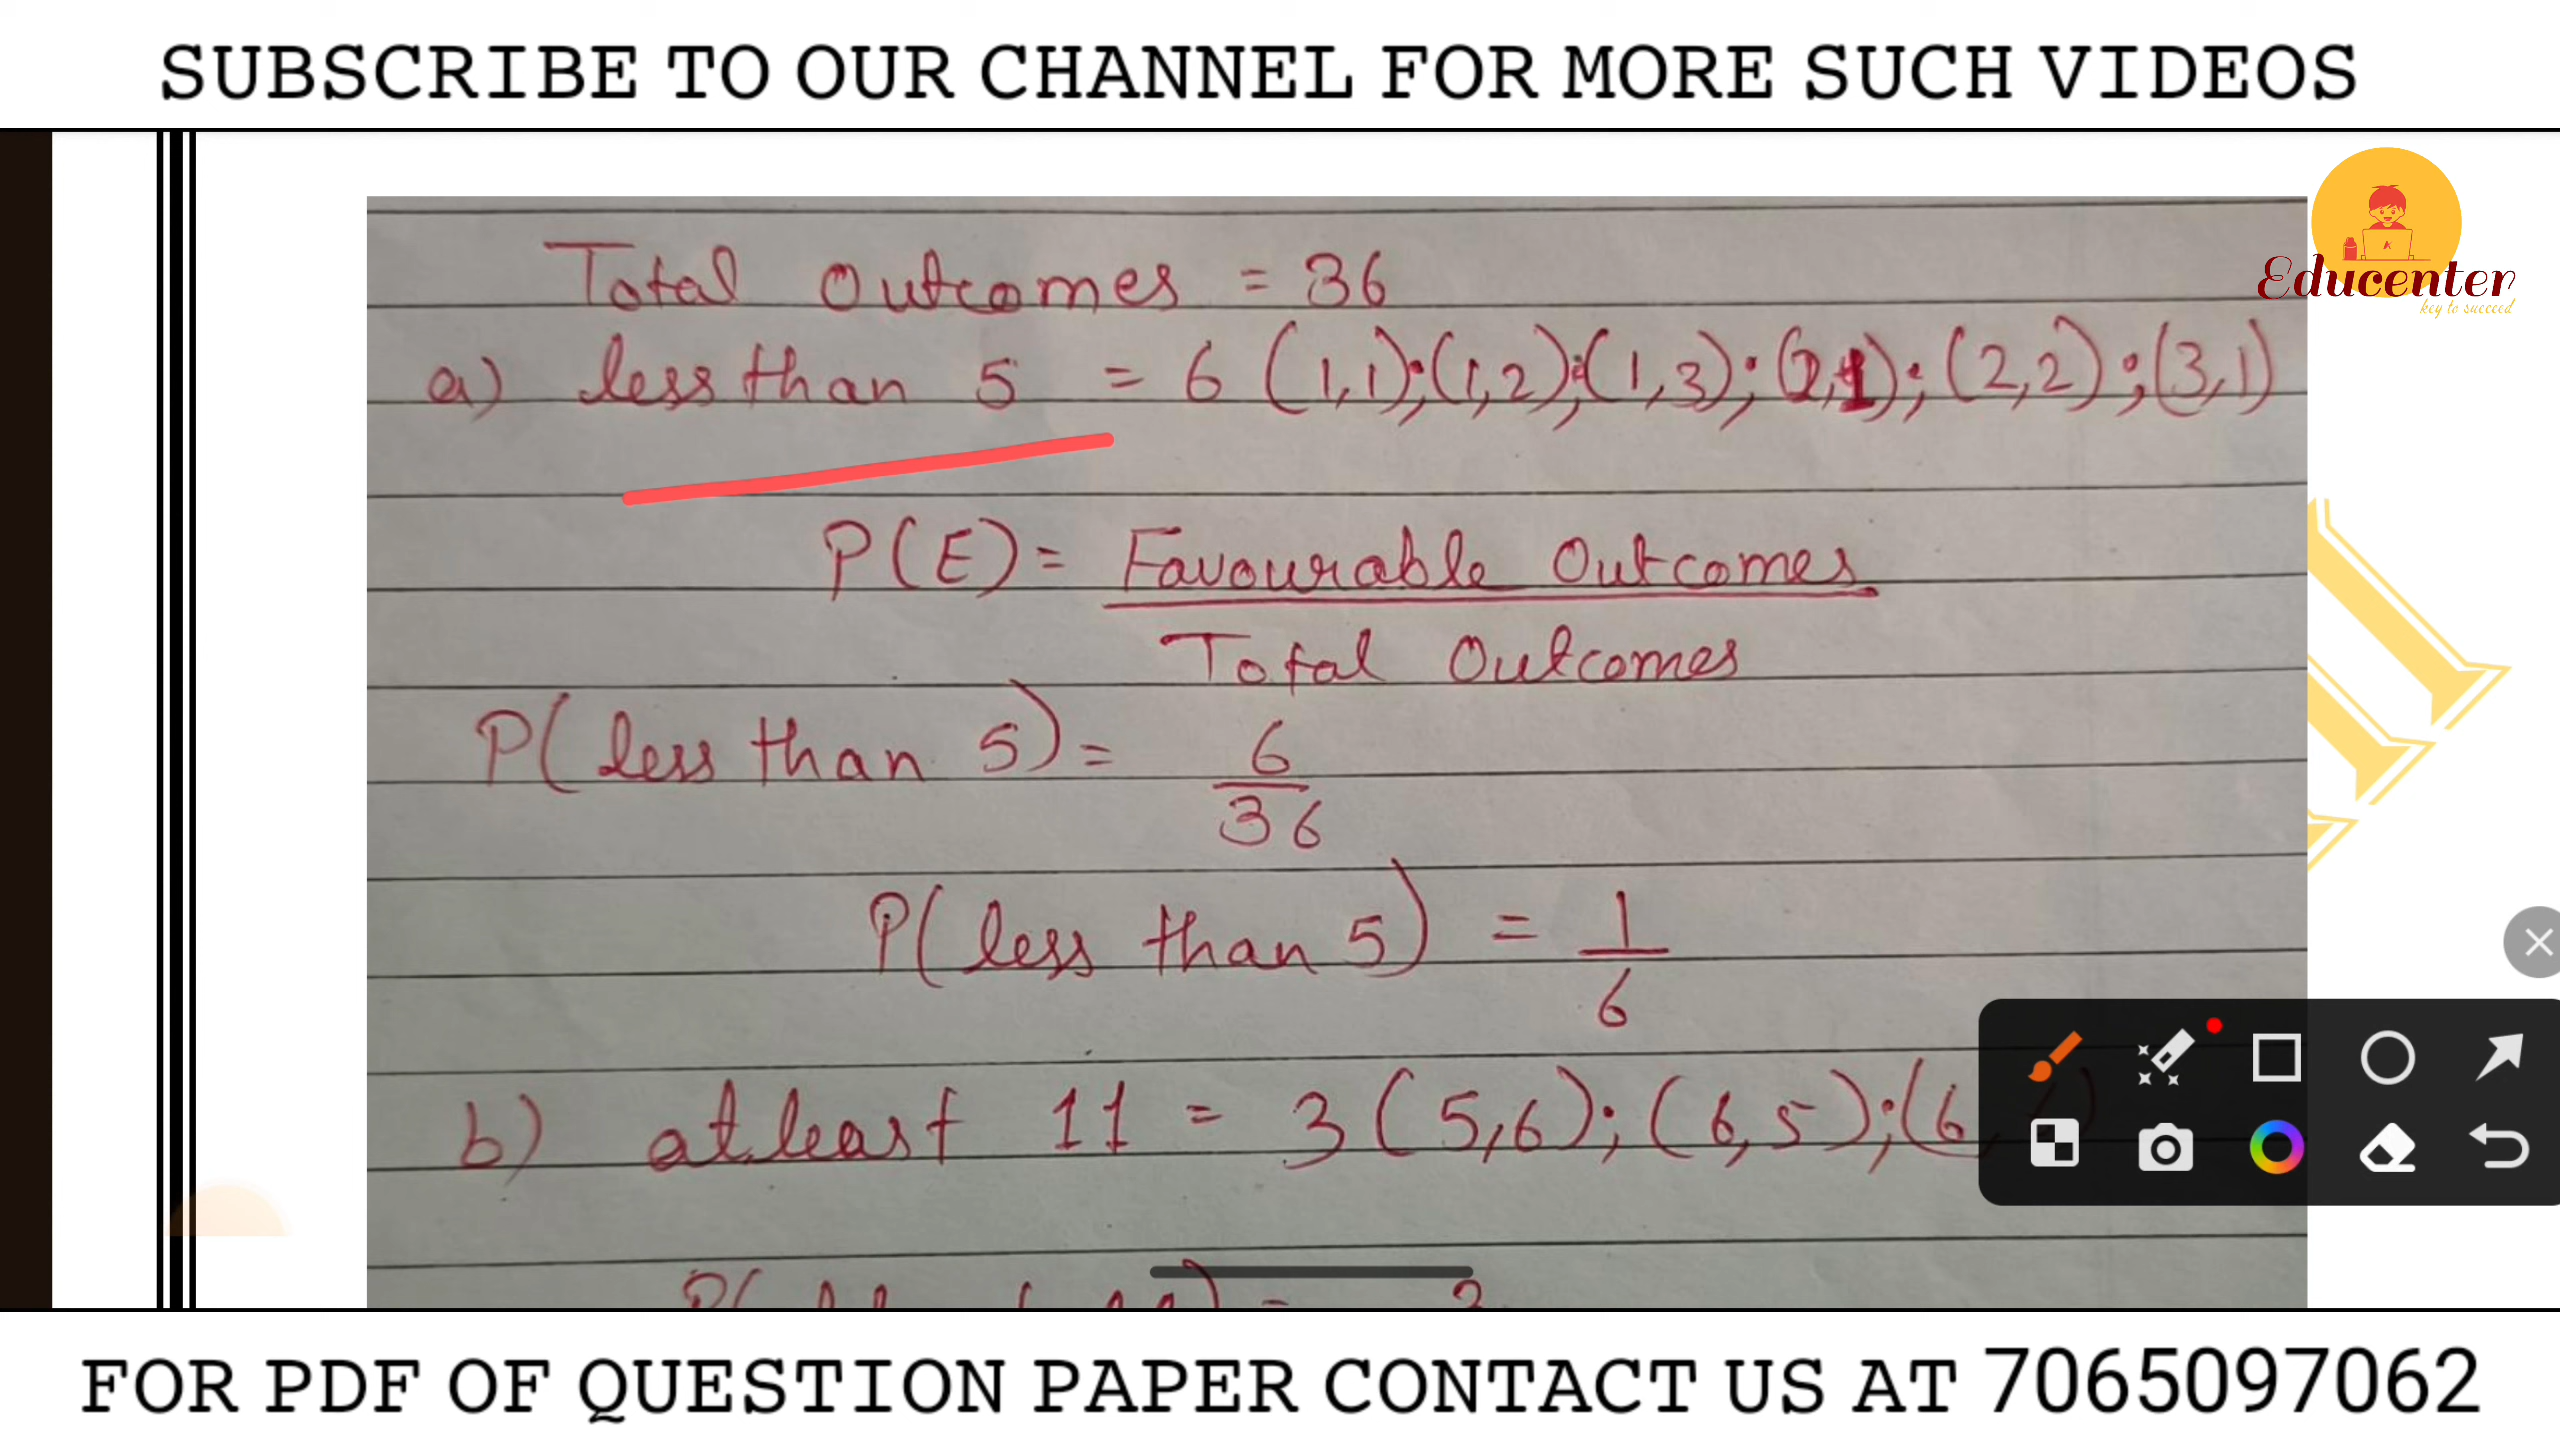 SUBSCRIBE TO OUR CHANNEL FOR MORE SUCH VIDEOS
Educenter
key to succeed
Total Outcomes = 36
a) less than 5 = 6 (1,1);(1,2);(1,3);(2,1);(2,2);(3,1)
P(E) = Favourable Outcomes
Total Outcomes
P(less than 5) = 6
36
P(less than 5) = 1
6
b) atleast 11 = 3 (5,6);(6,5);(6,
FOR PDF OF QUESTION PAPER CONTACT US AT 7065097062